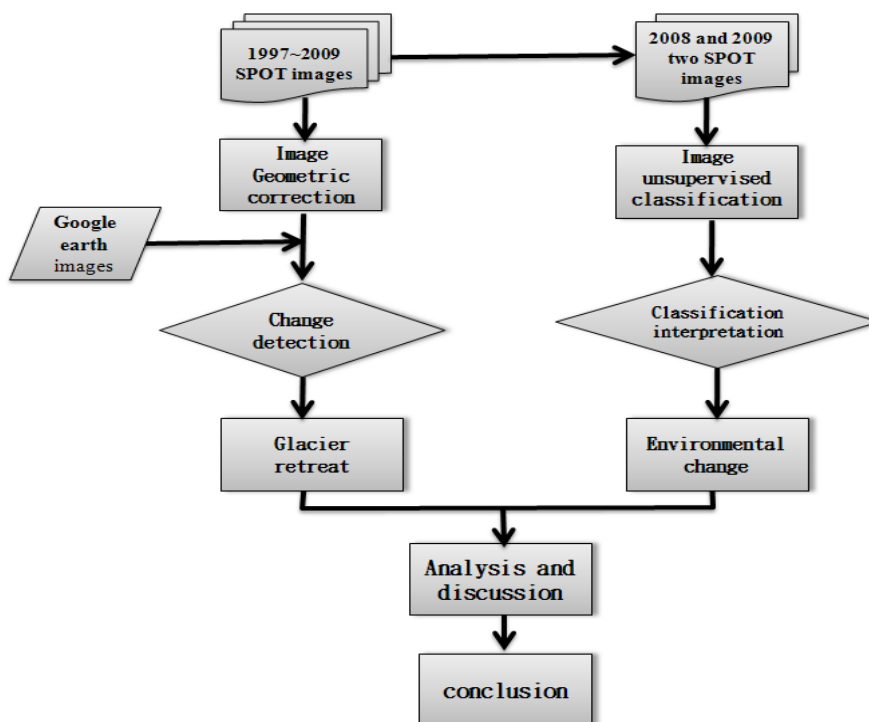 1997~2009
SPOT images
2008 and 2009
two SPOT
images
Image
Geometric
correction
Image
unsupervised
classification
Google
earth
images
Change
detection
Classification
interpretation
Glacier
retreat
Environmental
change
Analysis and
discussion
conclusion